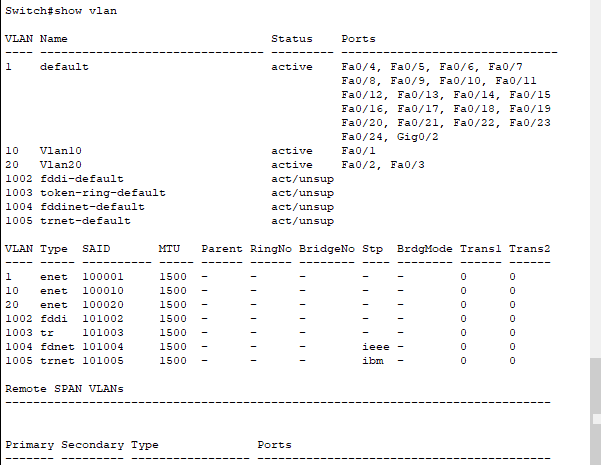 Switch#show vlan
VLAN Name                             Status    Ports
---- -------------------------------- --------- -------------------------------
1    default                          active    Fa0/4, Fa0/5, Fa0/6, Fa0/7
                                                Fa0/8, Fa0/9, Fa0/10, Fa0/11
                                                Fa0/12, Fa0/13, Fa0/14, Fa0/15
                                                Fa0/16, Fa0/17, Fa0/18, Fa0/19
                                                Fa0/20, Fa0/21, Fa0/22, Fa0/23
                                                Fa0/24, Gig0/2
10   Vlan10                           active    Fa0/1
20   Vlan20                           active    Fa0/2, Fa0/3
1002 fddi-default                     act/unsup
1003 token-ring-default               act/unsup
1004 fddinet-default                  act/unsup
1005 trnet-default                    act/unsup
VLAN Type  SAID       MTU   Parent RingNo BridgeNo Stp  BrdgMode Trans1 Trans2
---- ----- ---------- ----- ------ ------ -------- ---- -------- ------ ------
1    enet  100001     1500  -      -      -        -    -        0      0
10   enet  100010     1500  -      -      -        -    -        0      0
20   enet  100020     1500  -      -      -        -    -        0      0
1002 fddi  101002     1500  -      -      -        -    -        0      0
1003 tr    101003     1500  -      -      -        -    -        0      0
1004 fdnet 101004     1500  -      -      -        ieee -        0      0
1005 trnet 101005     1500  -      -      -        ibm  -        0      0
Remote SPAN VLANs
------------------------------------------------------------------------------
Primary Secondary Type              Ports
------- --------- ----------------- ------------------------------------------